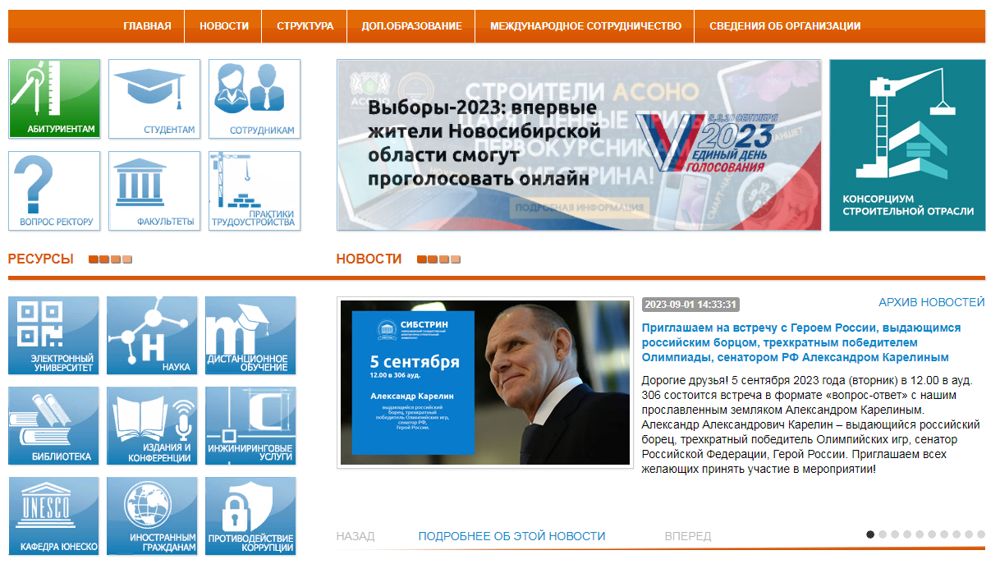 ГЛАВНАЯ
НОВОСТИ
СТРУКТУРА
ДОП.ОБРАЗОВАНИЕ
МЕЖДУНАРОДНОЕ СОТРУДНИЧЕСТВО
СВЕДЕНИЯ ОБ ОРГАНИЗАЦИИ
АБИТУРИЕНТАМ
СТУДЕНТАМ
СОТРУДНИКАМ
ВОПРОС РЕКТОРУ
ФАКУЛЬТЕТЫ
ПРАКТИКИ
ТРУДОУСТРОЙСТВА
СТРОИТЕЛИ АСОНО
ДАРЯТ ЦЕННЫЕ ПРИЗЫ
ПЕРВОКУРСНИКАМ
СИБСТРИНА!
ПОДРОБНАЯ ИНФОРМАЦИЯ
Выборы-2023: впервые
жители Новосибирской
области смогут
проголосовать онлайн
8,9,10 СЕНТЯБРЯ
2023
ЕДИНЫЙ ДЕНЬ
ГОЛОСОВАНИЯ
КОНСОРЦИУМ
СТРОИТЕЛЬНОЙ ОТРАСЛИ
РЕСУРСЫ
НОВОСТИ
ЭЛЕКТРОННЫЙ
УНИВЕРСИТЕТ
Н
НАУКА
m
ДИСТАНЦИОННОЕ
ОБУЧЕНИЕ
БИБЛИОТЕКА
ИЗДАНИЯ И
КОНФЕРЕНЦИИ
ИНЖИНИРИНГОВЫЕ
УСЛУГИ
UNESCO
КАФЕДРА ЮНЕСКО
ИНОСТРАННЫМ
ГРАЖДАНАМ
ПРОТИВОДЕЙСТВИЕ
КОРРУПЦИИ
СИБСТРИН
5 сентября
12.00 в 306 ауд.
Александр Карелин
выдающийся российский
борец, трехкратный
победитель Олимпийских игр,
сенатор РФ,
Герой России.
2023-09-01 14:33:31
АРХИВ НОВОСТЕЙ
Приглашаем на встречу с Героем России, выдающимся
российским борцом, трехкратным победителем
Олимпиады, сенатором РФ Александром Карелиным
Дорогие друзья! 5 сентября 2023 года (вторник) в 12.00 в ауд.
306 состоится встреча в формате «вопрос-ответ» с нашим
прославленным земляком Александром Карелиным.
Александр Александрович Карелин – выдающийся российский
борец, трехкратный победитель Олимпийских игр, сенатор
Российской Федерации, Герой России. Приглашаем всех
желающих принять участие в мероприятии!
НАЗАД
ПОДРОБНЕЕ ОБ ЭТОЙ НОВОСТИ
ВПЕРЕД